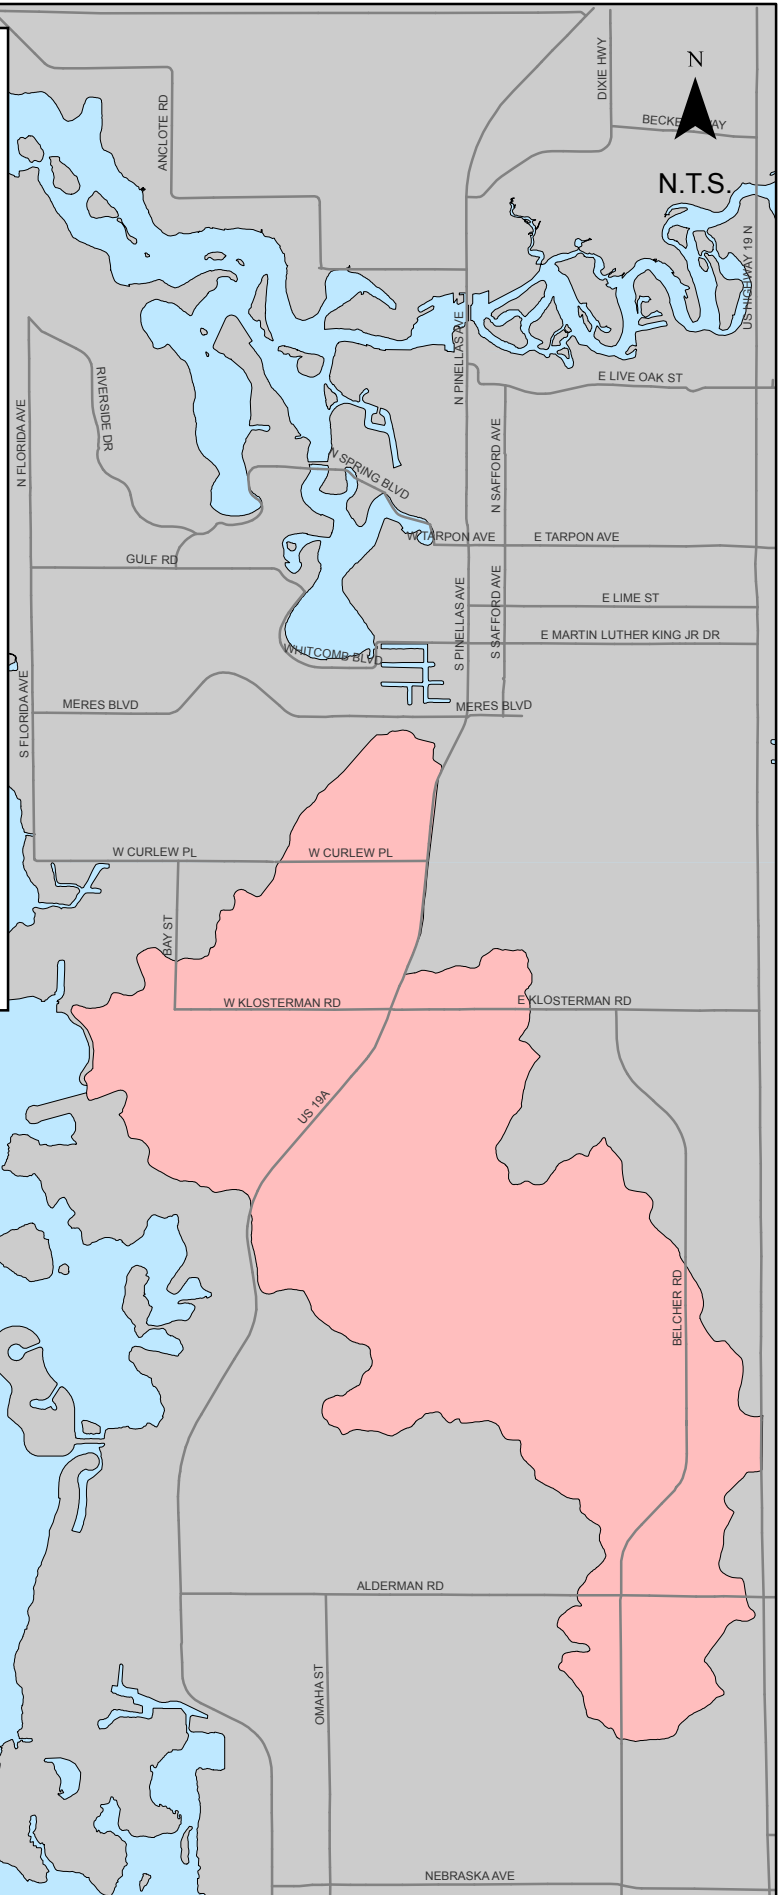 N
DIXIE HWY
BECKETT WAY
ANCLOTE RD
N.T.S.
US HIGHWAY 19 N
N PINELLAS AVE
E LIVE OAK ST
RIVERSIDE DR
N FLORIDA AVE
N SAFFORD AVE
N SPRING BLVD
W TARPON AVE
E TARPON AVE
GULF RD
E LIME ST
S PINELLAS AVE
S SAFFORD AVE
E MARTIN LUTHER KING JR DR
WHITCOMB BLVD
S FLORIDA AVE
MERES BLVD
MERES BLVD
W CURLEW PL
W CURLEW PL
BAY ST
W KLOSTERMAN RD
E KLOSTERMAN RD
US 19A
BELCHER RD
ALDERMAN RD
OMAHA ST
NEBRASKA AVE